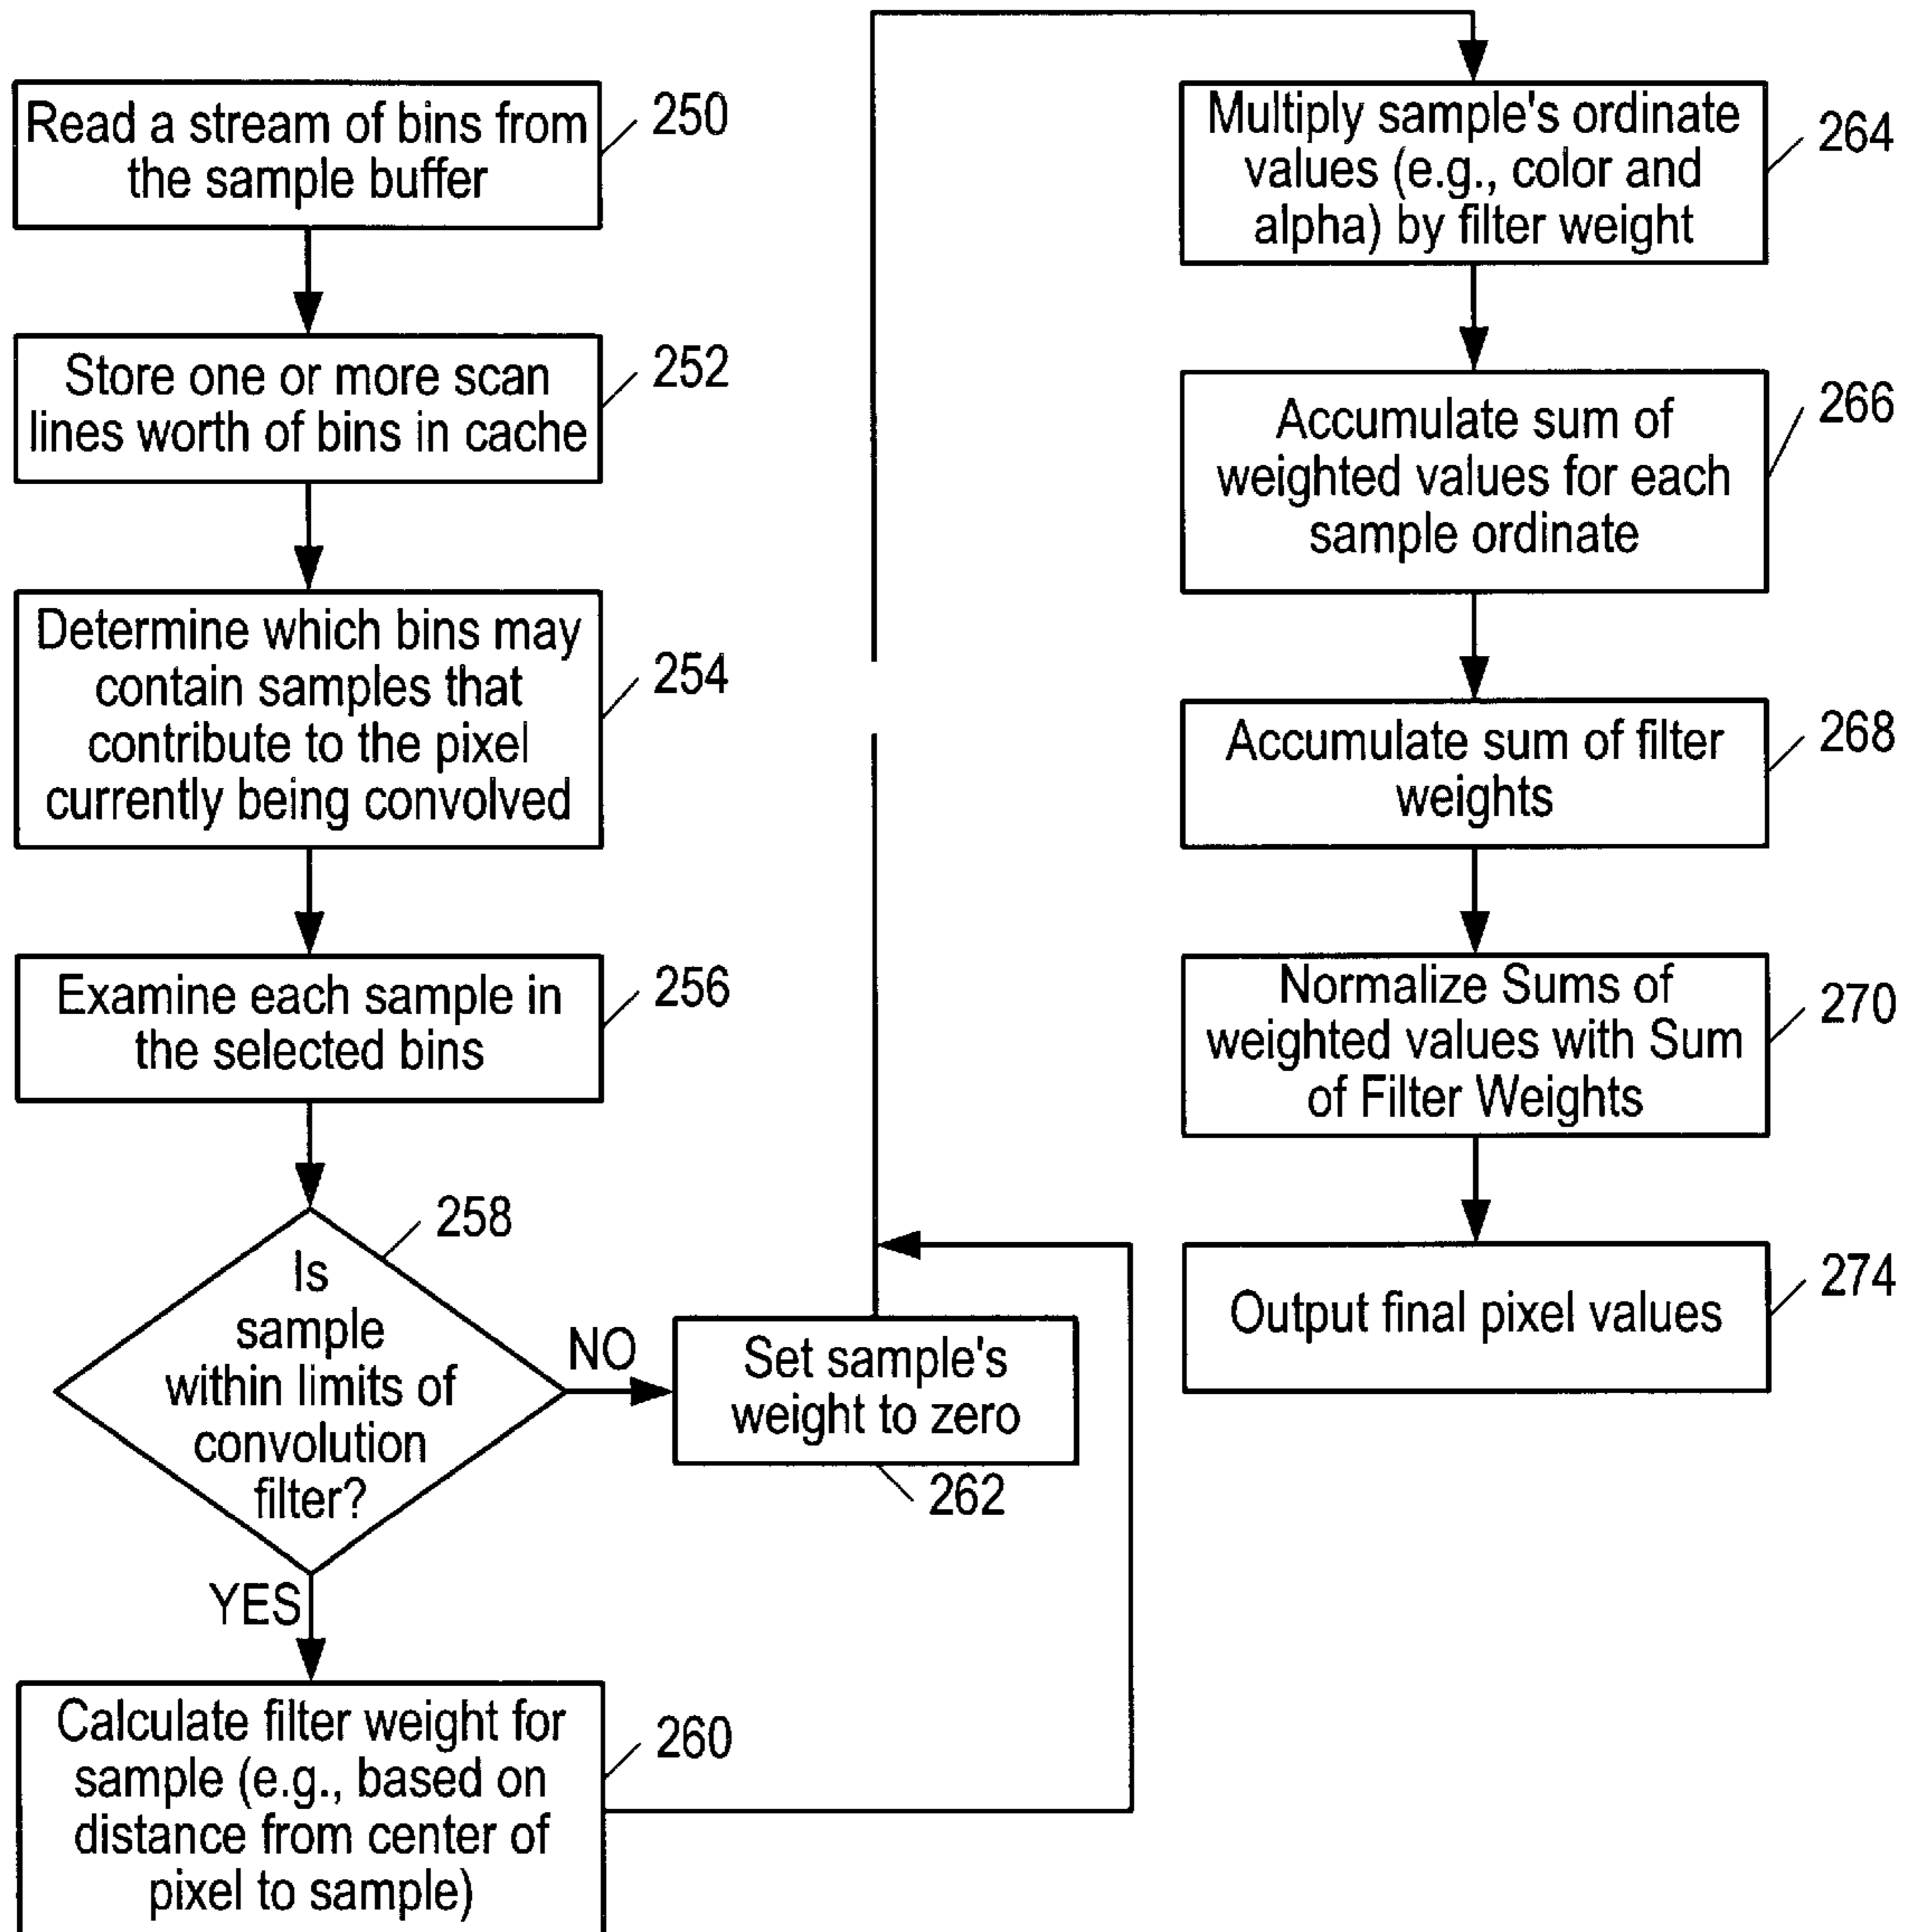 Read a stream of bins from
the sample buffer
250
Store one or more scan
lines worth of bins in cache
252
Determine which bins may
contain samples that
contribute to the pixel
currently being convolved
254
Examine each sample in
the selected bins
256
258
Is
sample
within limits of
convolution
filter?
NO
Set sample's
weight to zero
262
YES
Calculate filter weight for
sample (e.g., based on
distance from center of
pixel to sample)
260
Multiply sample's ordinate
values (e.g., color and
alpha) by filter weight
264
Accumulate sum of
weighted values for each
sample ordinate
266
Accumulate sum of filter
weights
268
Normalize Sums of
weighted values with Sum
of Filter Weights
270
Output final pixel values
274